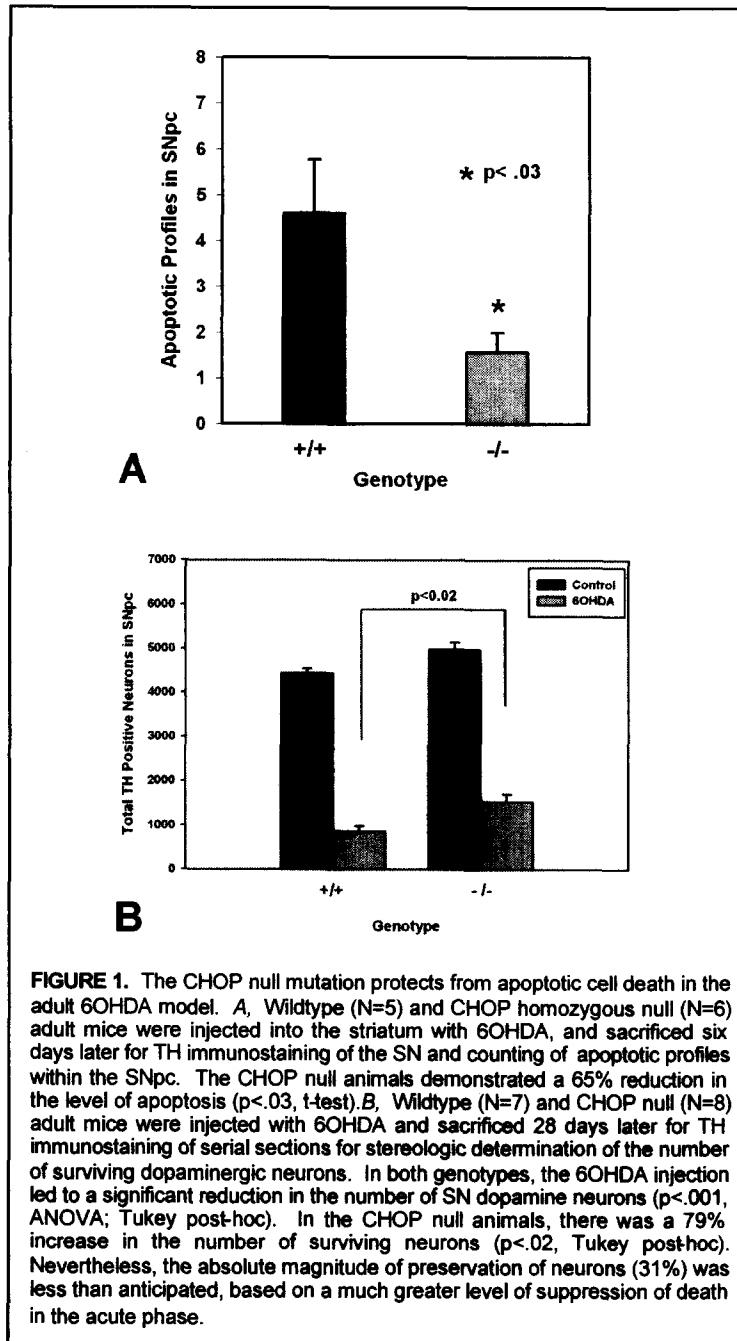 8
7
6
5
4
3
2
1
0
Apoptotic Profiles in SNpc
* p< .03
*
+/+
-/-
Genotype
A
7000
6000
5000
4000
3000
2000
1000
0
Total TH Positive Neurons in SNpc
Control
6OHDA
p<0.02
+/+
-/-
Genotype
B
FIGURE 1. The CHOP null mutation protects from apoptotic cell death in the
adult 6OHDA model. A, Wildtype (N=5) and CHOP homozygous null (N=6)
adult mice were injected into the striatum with 6OHDA, and sacrificed six
days later for TH immunostaining of the SN and counting of apoptotic profiles
within the SNpc. The CHOP null animals demonstrated a 65% reduction in
the level of apoptosis (p<.03, t-test).B, Wildtype (N=7) and CHOP null (N=8)
adult mice were injected with 6OHDA and sacrificed 28 days later for TH
immunostaining of serial sections for stereologic determination of the number
of surviving dopaminergic neurons. In both genotypes, the 6OHDA injection
led to a significant reduction in the number of SN dopamine neurons (p<.001,
ANOVA; Tukey post-hoc). In the CHOP null animals, there was a 79%
increase in the number of surviving neurons (p<.02, Tukey post-hoc).
Nevertheless, the absolute magnitude of preservation of neurons (31%) was
less than anticipated, based on a much greater level of suppression of death
in the acute phase.